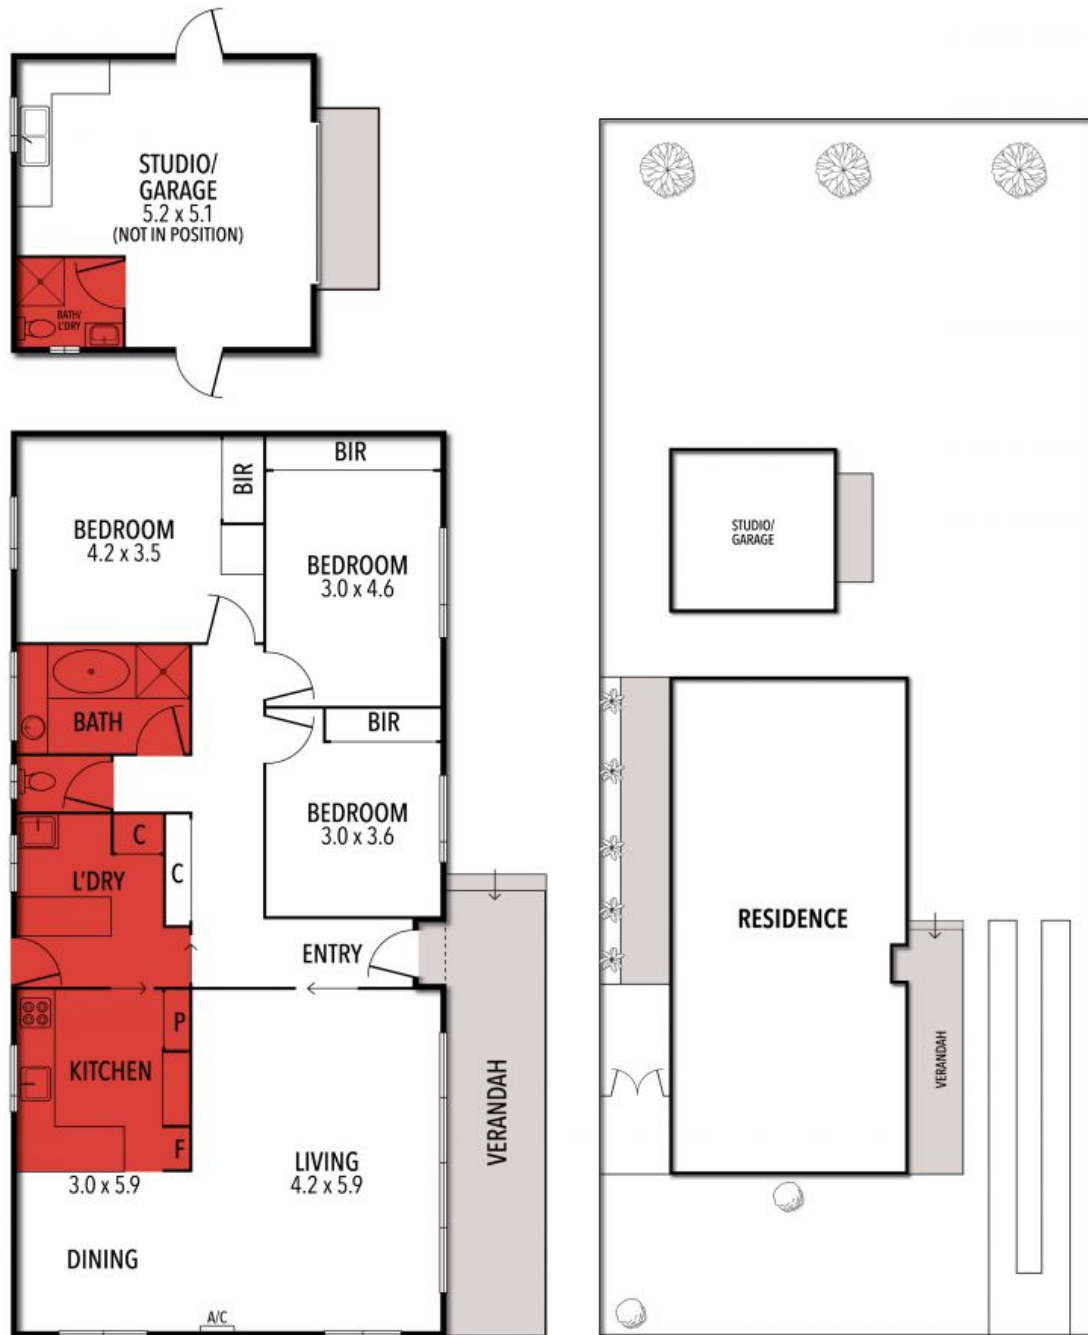 STUDIO/
GARAGE
5.2 x 5.1
(NOT IN POSITION)
BATH/
L'DRY
BIR
BIR
BEDROOM
4.2 x 3.5
BEDROOM
3.0 x 4.6
BATH
BIR
BEDROOM
3.0 x 3.6
C
C
L'DRY
ENTRY
P
KITCHEN
F
3.0 x 5.9
LIVING
4.2 x 5.9
VERANDAH
DINING
A/C
STUDIO/
GARAGE
RESIDENCE
VERANDAH